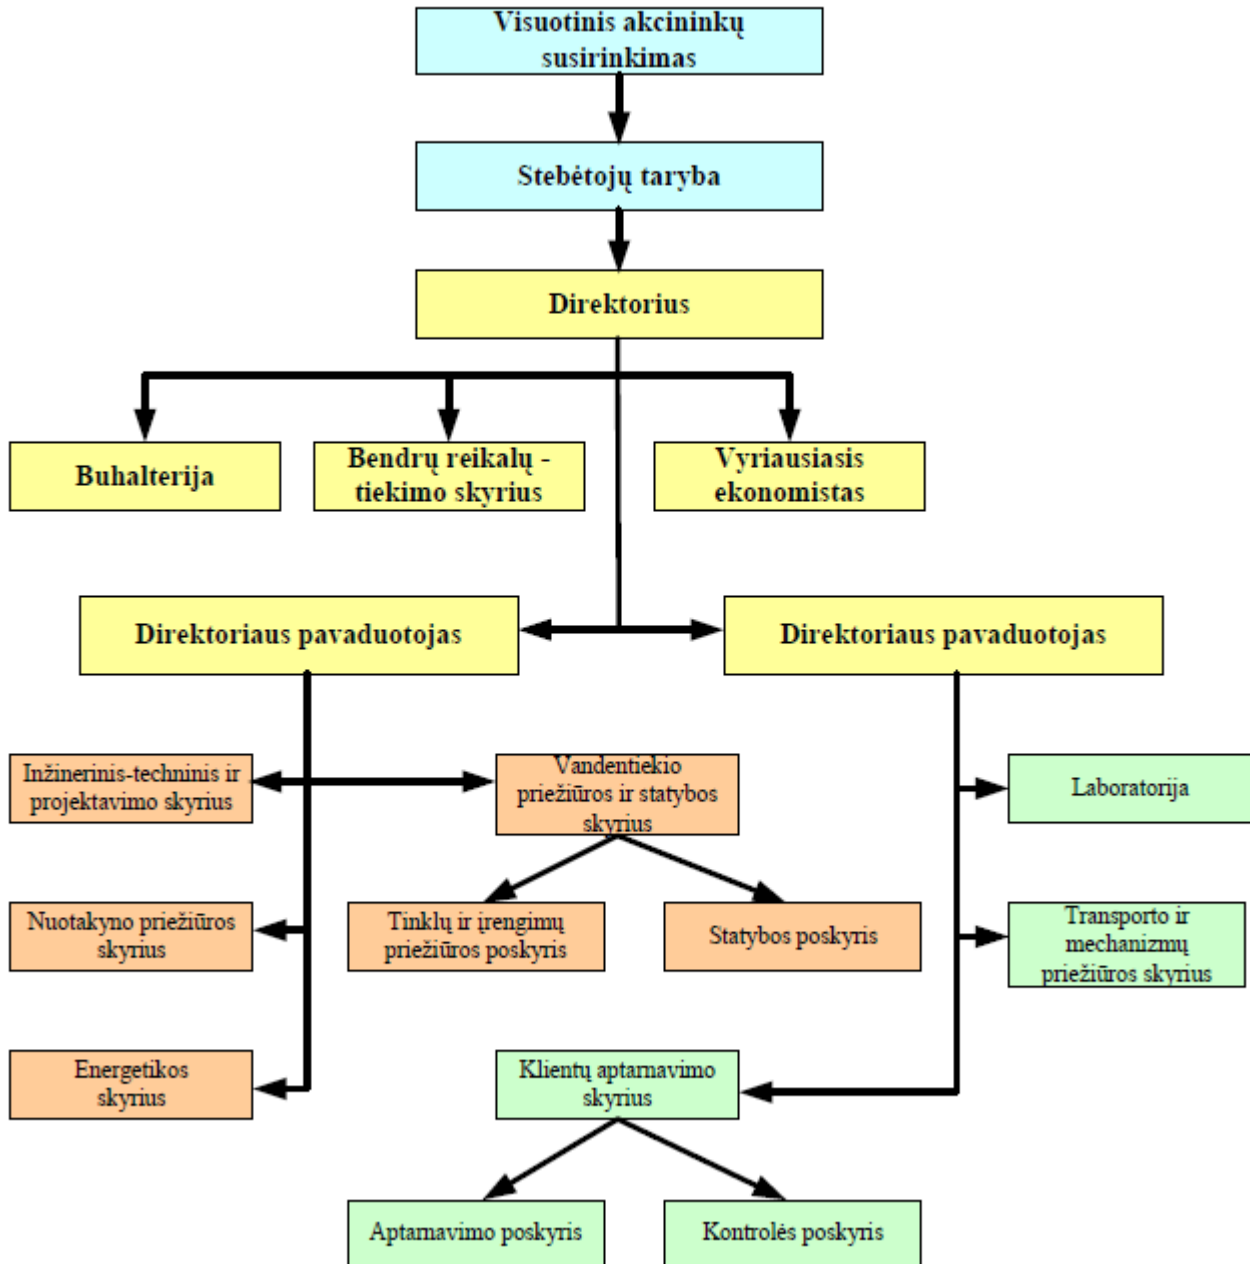 Visuotinis akcininkų
susirinkimas
Stebėtojų taryba
Direktorius
Buhalterija
Bendrų reikalų -
tiekimo skyrius
Vyriausiasis
ekonomistas
Direktoriaus pavaduotojas
Direktoriaus pavaduotojas
Inžinerinis-techninis ir
projektavimo skyrius
Vandentiekio
priežiūros ir statybos
skyrius
Laboratorija
Nuotakyno priežiūros
skyrius
Tinklų ir įrengimų
priežiūros poskyris
Statybos poskyris
Transporto ir
mechanizmų
priežiūros skyrius
Energetikos
skyrius
Klientų aptarnavimo
skyrius
Aptarnavimo poskyris
Kontrolės poskyris